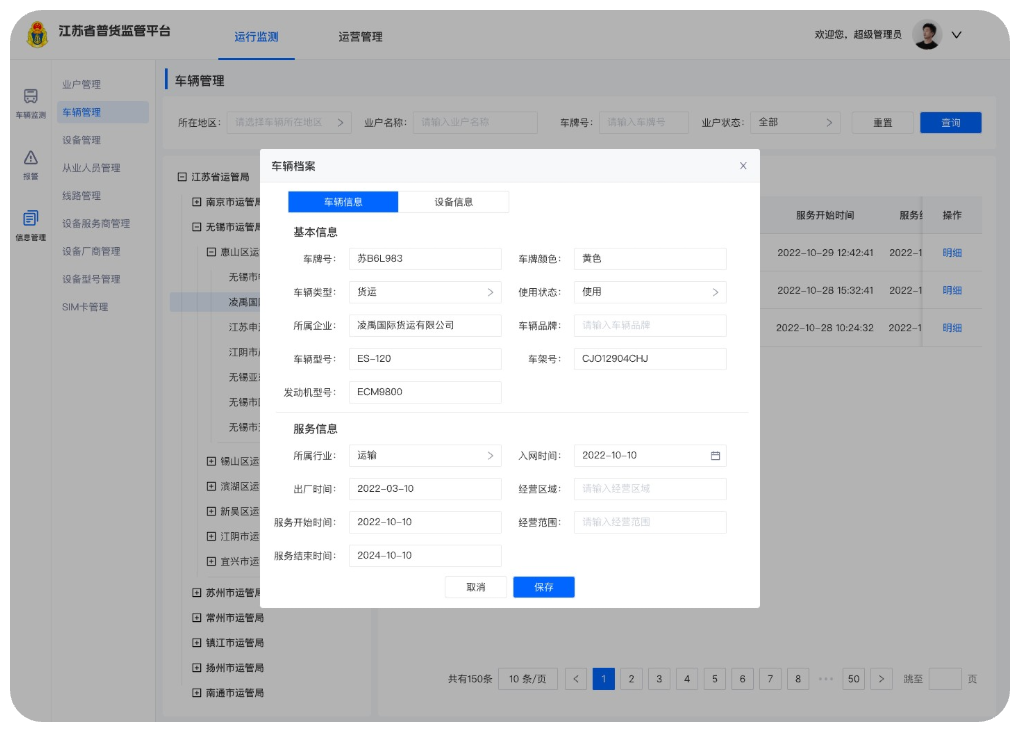 江苏省普货监管平台
运行监测
运营管理
欢迎您，超级管理员
车辆监测
报警
信息管理
业户管理
车辆管理
设备管理
从业人员管理
线路管理
设备服务商管理
设备厂商管理
设备型号管理
SIM卡管理
车辆管理
所在地区： 请选择车辆所在地区 业户名称： 请输入业户名称 车牌号： 请输入车牌号 业户状态： 全部 重置 查询
江苏省运管局
南京市运管局
无锡市运管局
惠山区运
无锡市
凌禹国
江苏申
江阴市
无锡亚
无锡市
无锡市
锡山区运
滨湖区运
新吴区运
江阴市运
宜兴市运
苏州市运管局
常州市运管局
镇江市运管局
扬州市运管局
南通市运管局
服务开始时间 服务 操作
2022-10-29 12:42:41 2022-1 明细
2022-10-28 15:32:41 2022-1 明细
2022-10-28 10:24:32 2022-1 明细
车辆档案
车辆信息 设备信息
基本信息
车牌号： 苏B6L983 车牌颜色： 黄色
车辆类型： 货运 使用状态： 使用
所属企业： 凌禹国际货运有限公司 车辆品牌： 请输入车辆品牌
车辆型号： ES-120 车架号： CJO12904CHJ
发动机型号： ECM9800
服务信息
所属行业： 运输 入网时间： 2022-10-10
出厂时间： 2022-03-10 经营区域： 请输入经营区域
服务开始时间： 2022-10-10 经营范围： 请输入经营范围
服务结束时间： 2024-10-10
取消 保存
共有150条 10 条/页 < 1 2 3 4 5 6 7 8 ··· 50 > 跳至 页